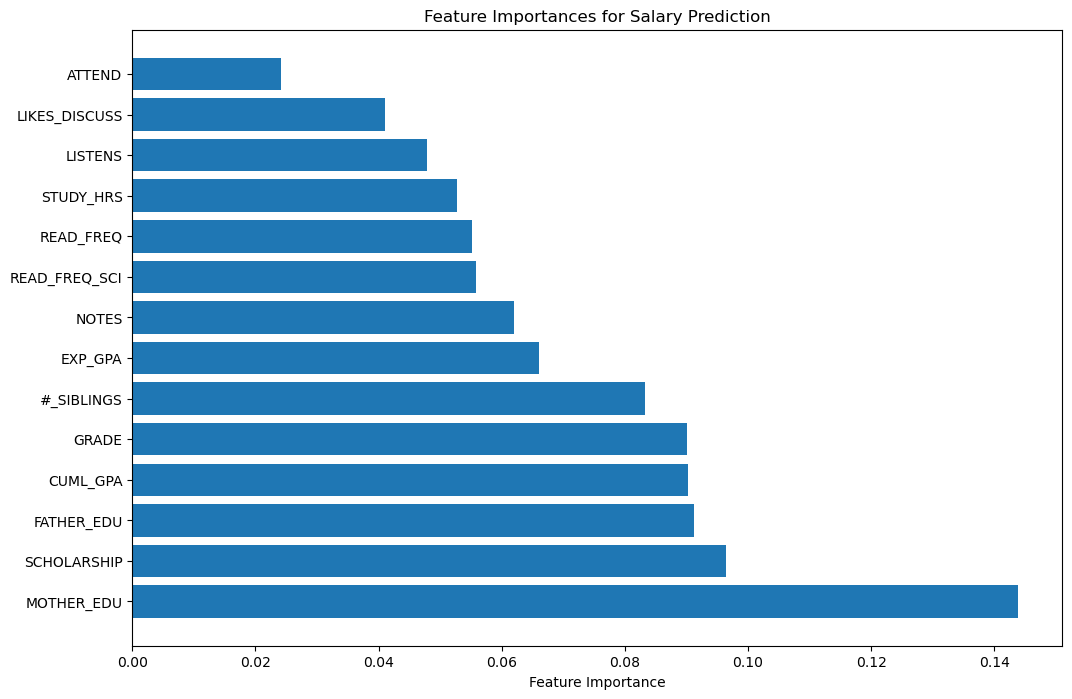 Feature Importances for Salary Prediction
ATTEND
LIKES_DISCUSS
LISTENS
STUDY_HRS
READ_FREQ
READ_FREQ_SCI
NOTES
EXP_GPA
#_SIBLINGS
GRADE
CUML_GPA
FATHER_EDU
SCHOLARSHIP
MOTHER_EDU
0.00 0.02 0.04 0.06 0.08 0.10 0.12 0.14
Feature Importance